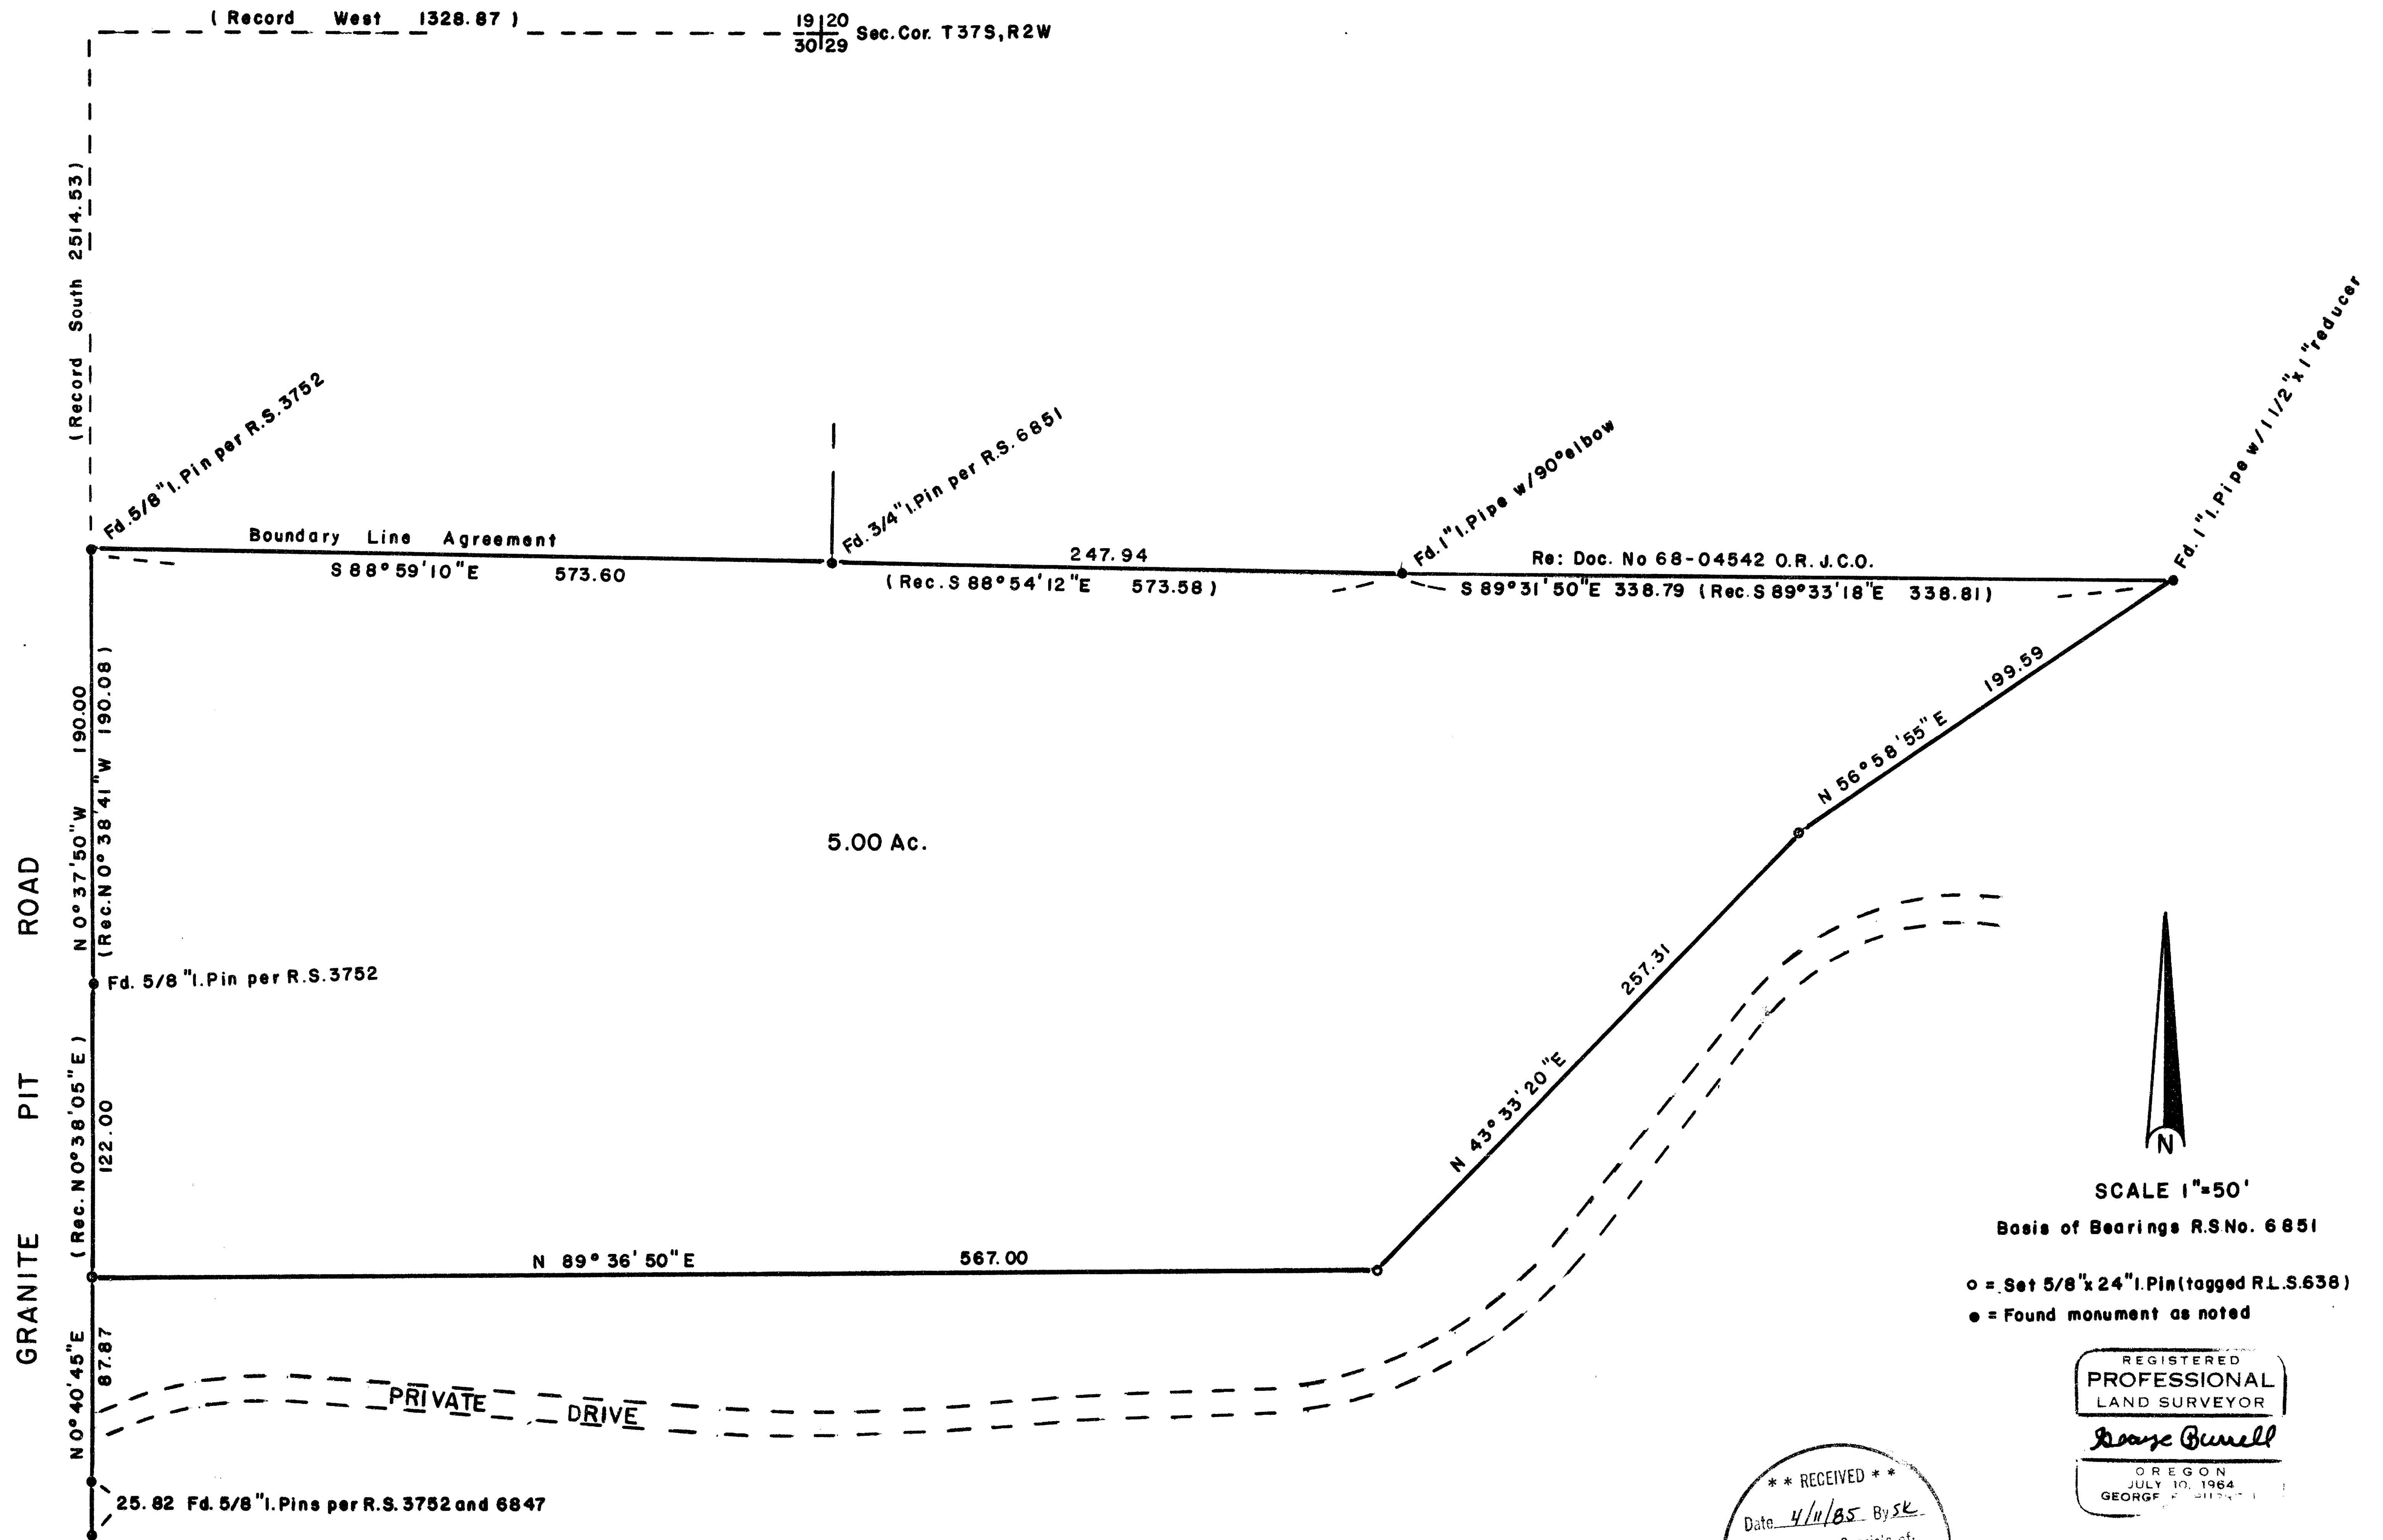 ( Record West 1328.87 )
19 20
30 29
Sec. Cor. T37S, R2W
(Record South 2514.53)
Fd. 5/8" I. Pin per R.S. 3752
Fd. 3/4" I. Pin per R.S. 6851
Fd. 1" I. Pipe w/90° elbow
Fd. 1" I. Pipe w/1 1/2" x 1" reducer
Boundary Line Agreement
S 88° 59' 10" E 573.60
247.94
(Rec. S 88° 54' 12" E 573.58)
Re: Doc. No 68-04542 O.R.J.C.O.
S 89° 31' 50" E 338.79 (Rec. S 89° 33' 18" E 338.81)
N 0° 37' 50" W 190.00
(Rec. N 0° 38' 41" W 190.08)
199.59
N 56° 58' 55" E
5.00 Ac.
GRANITE PIT ROAD
Fd. 5/8" I. Pin per R.S. 3752
257.31
N 43° 33' 20" E
(Rec. N 0° 38' 05" E)
122.00
N 89° 36' 50" E 567.00
N 0° 40' 45" E
87.87
PRIVATE DRIVE
25.82 Fd. 5/8" I. Pins per R.S. 3752 and 6847
N
SCALE 1"=50'
Basis of Bearings R.S. No. 6851
o = Set 5/8" x 24" I. Pin (tagged R.L.S. 638)
● = Found monument as noted
REGISTERED
PROFESSIONAL
LAND SURVEYOR
George Burrell
OREGON
JULY 10, 1964
GEORGE
* * RECEIVED * *
Date 4/11/85 By SK